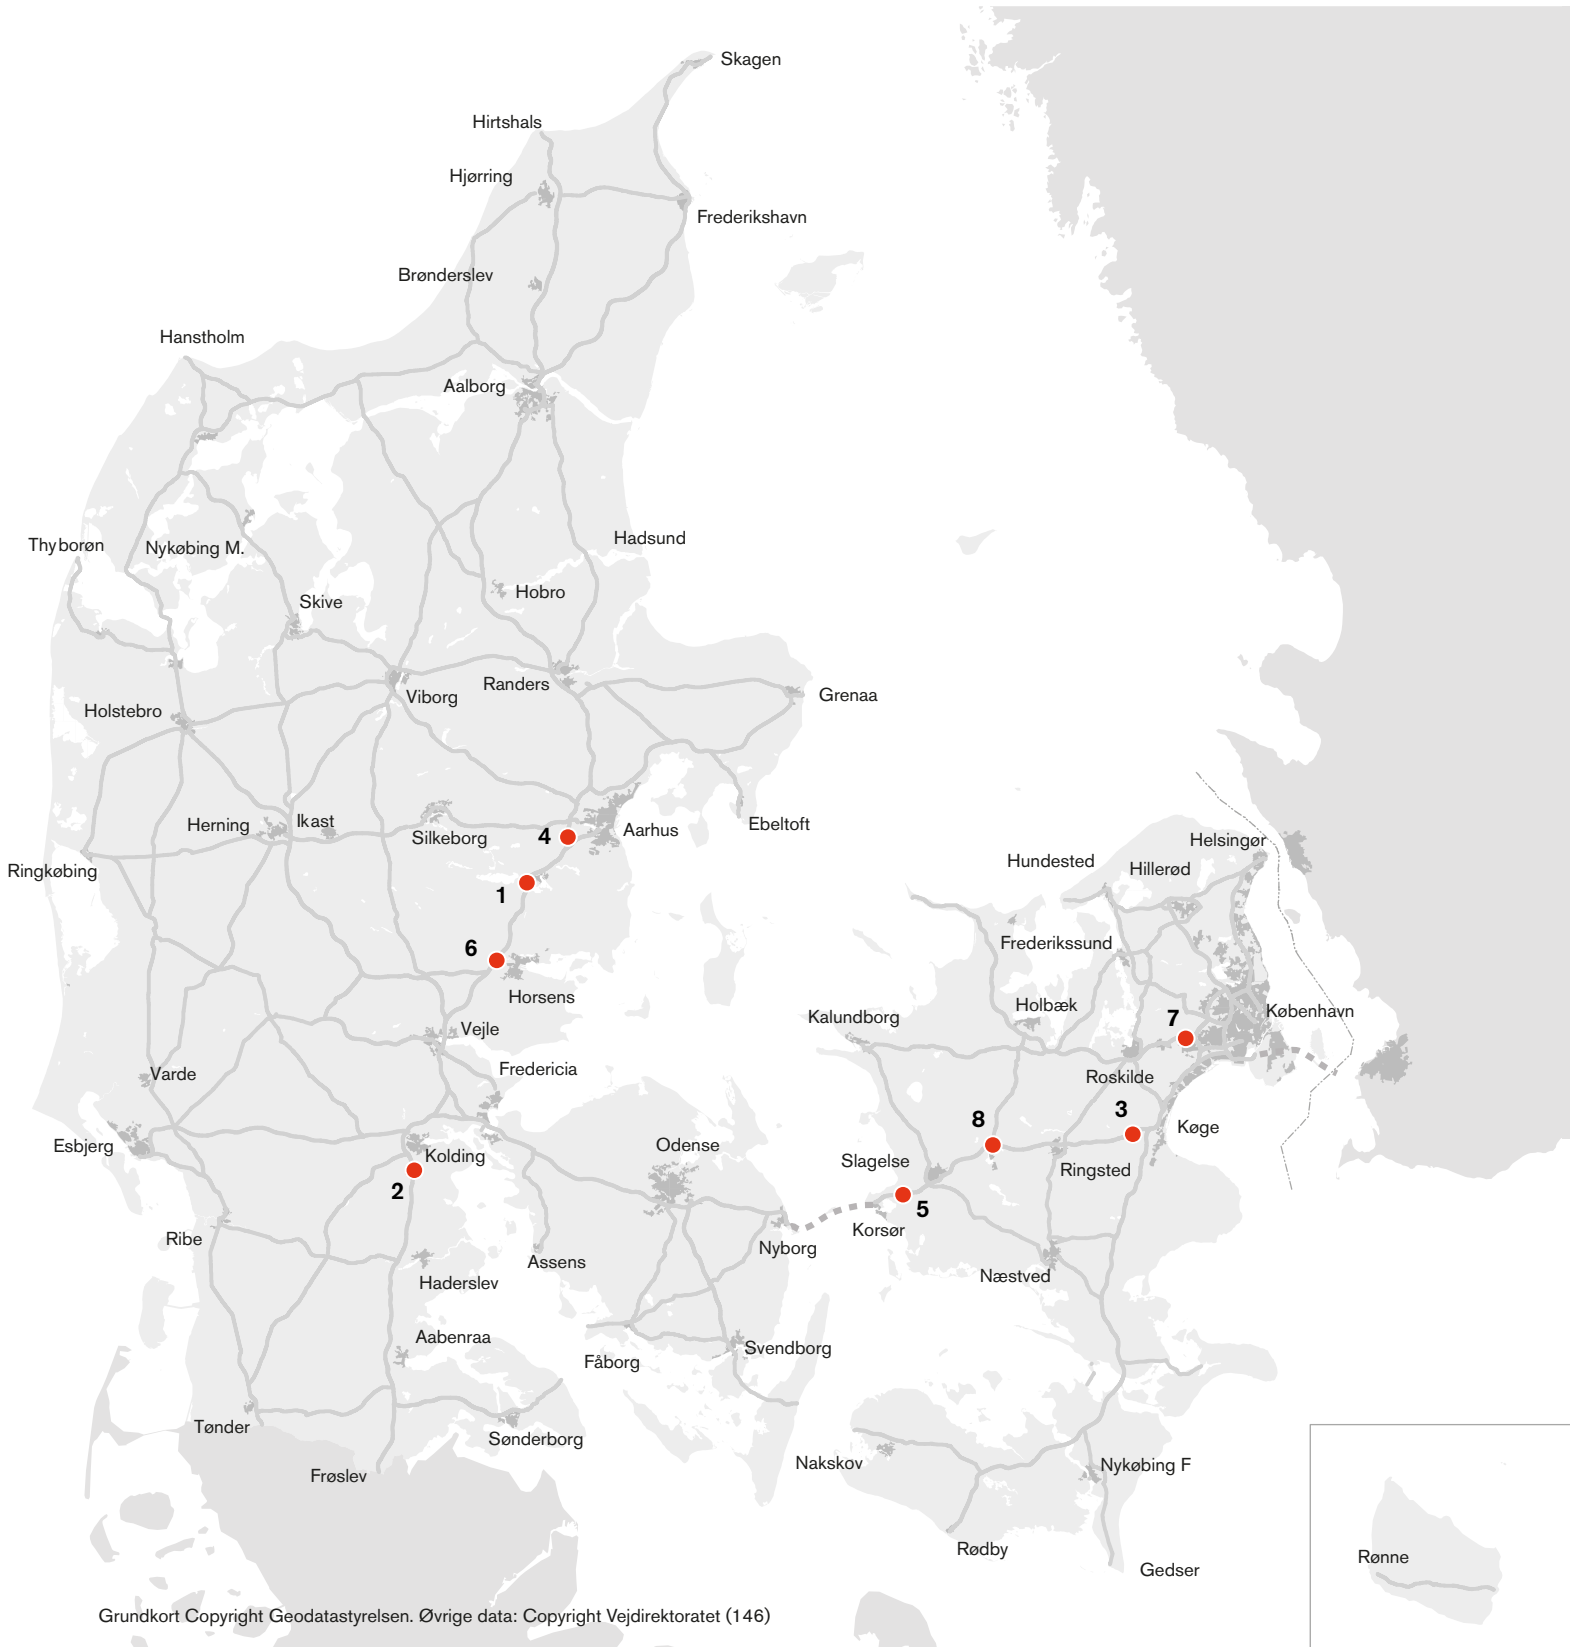 Skagen
Hirtshals
Hjørring
Frederikshavn
Brønderslev
Hanstholm
Aalborg
Hadsund
Thyborøn
Nykøbing M.
Hobro
Skive
Randers
Viborg
Grenaa
Holstebro
Herning
Ikast
Silkeborg
4
Aarhus
Ebeltoft
Ringkøbing
1
6
Horsens
Vejle
Fredericia
Varde
Esbjerg
Kolding
2
Odense
Ribe
Haderslev
Assens
Nyborg
Aabenraa
Fåborg
Svendborg
Tønder
Sønderborg
Frøslev
Helsingør
Hundested
Hillerød
Frederikssund
Holbæk
Kalundborg
København
7
Roskilde
3
8
Køge
Slagelse
Ringsted
5
Korsør
Næstved
Nakskov
Nykøbing F
Rødby
Gedser
Rønne
Grundkort Copyright Geodatastyrelsen. Øvrige data: Copyright Vejdirektoratet (146)